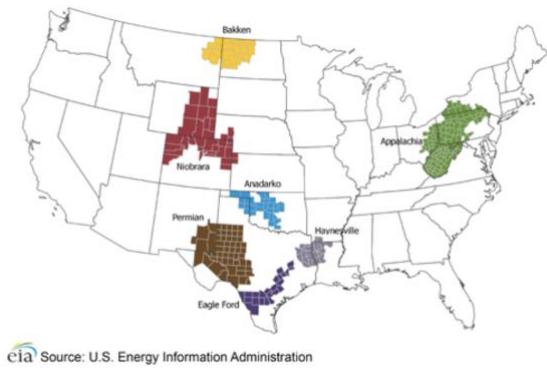 Bakken
Appalachia
Niobrara
Anadarko
Permian
Haynesville
Eagle Ford
eia Source: U.S. Energy Information Administration